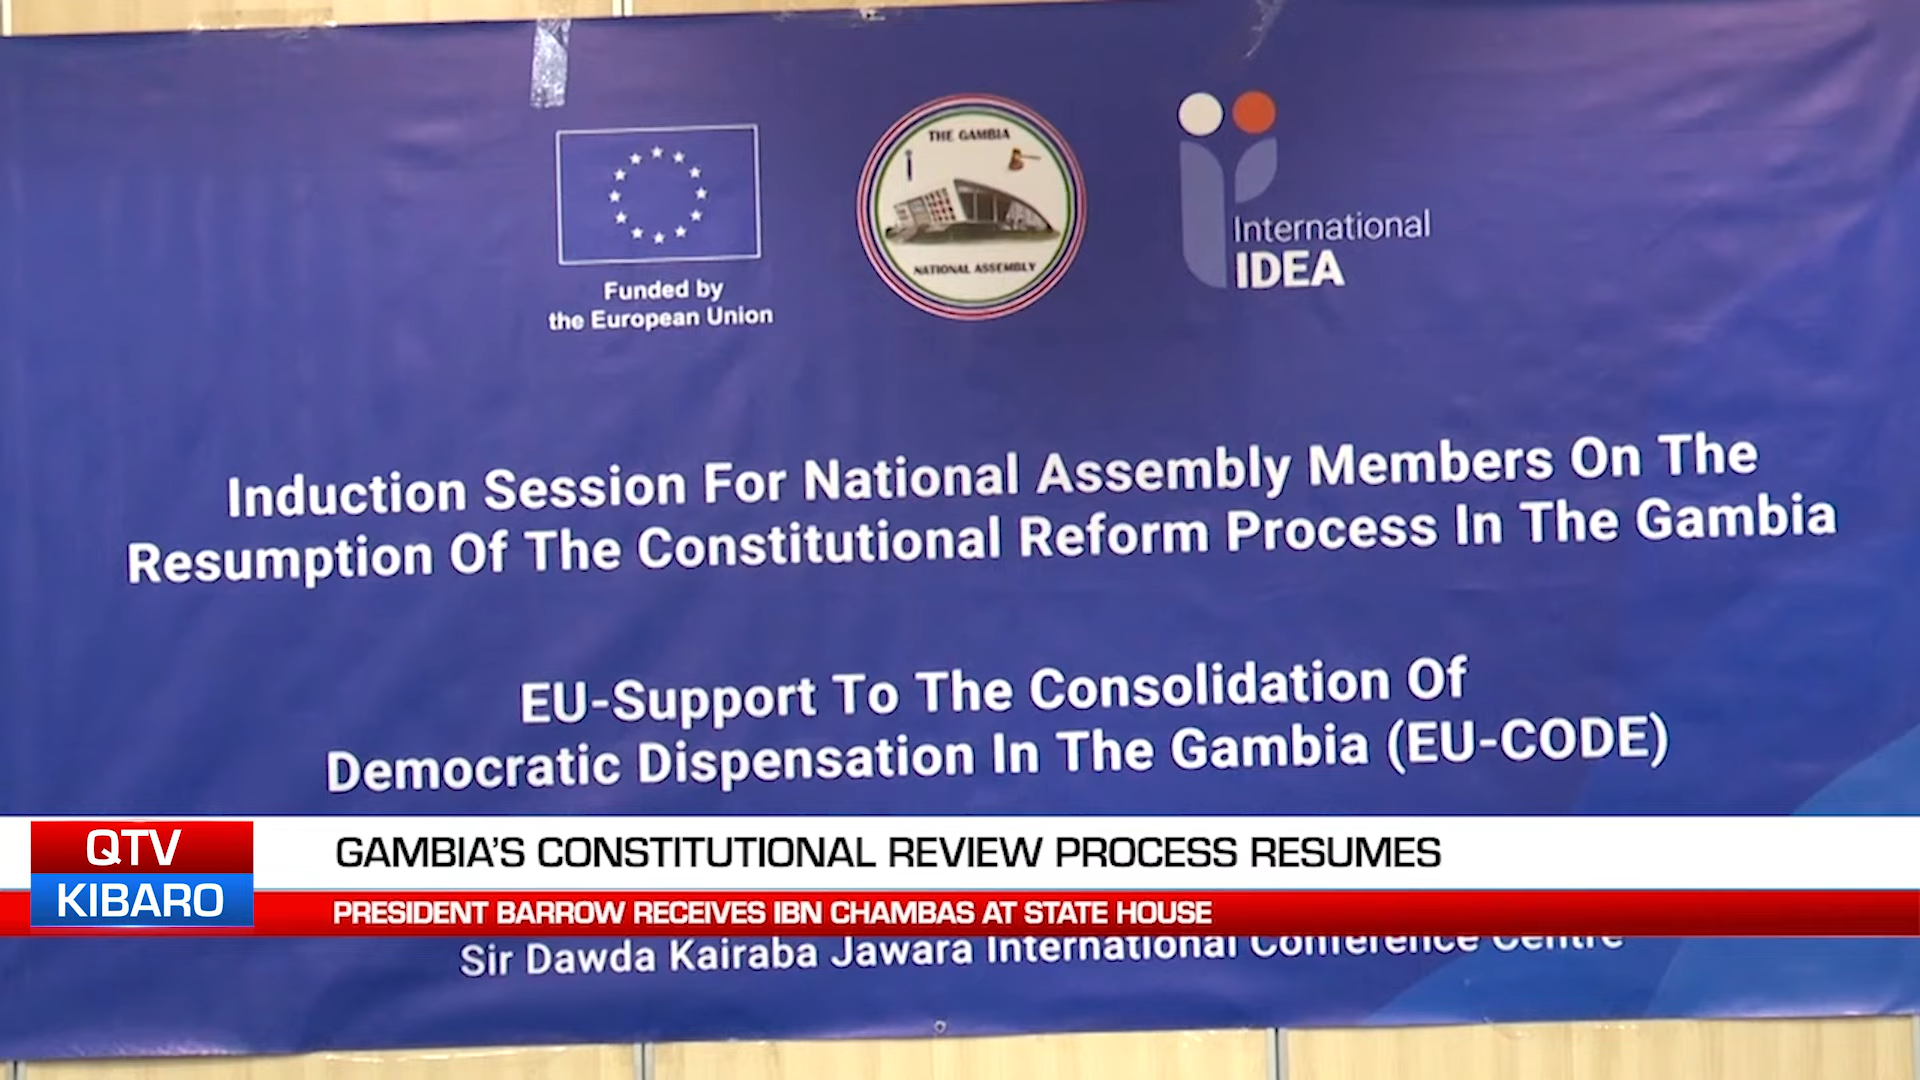 THE GAMBIA
NATIONAL ASSEMBLY
Funded by
the European Union
International
IDEA
Induction Session For National Assembly Members On The
Resumption Of The Constitutional Reform Process In The Gambia
EU-Support To The Consolidation Of
Democratic Dispensation In The Gambia (EU-CODE)
QTV
KIBARO
GAMBIA'S CONSTITUTIONAL REVIEW PROCESS RESUMES
PRESIDENT BARROW RECEIVES IBN CHAMBAS AT STATE HOUSE
Sir Dawda Kairaba Jawara International Conference Centre